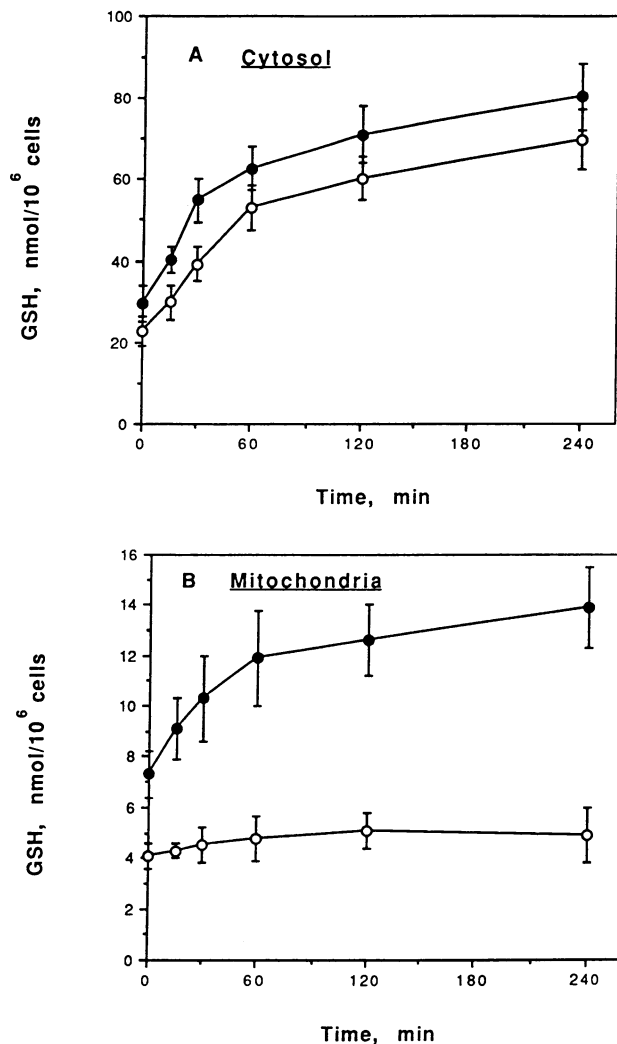 A Cytosol
100
80
60
40
20
0
GSH, nmol/10⁶ cells
0 60 120 180 240
Time, min
B Mitochondria
16
14
12
10
8
6
4
2
0
GSH, nmol/10⁶ cells
0 60 120 180 240
Time, min